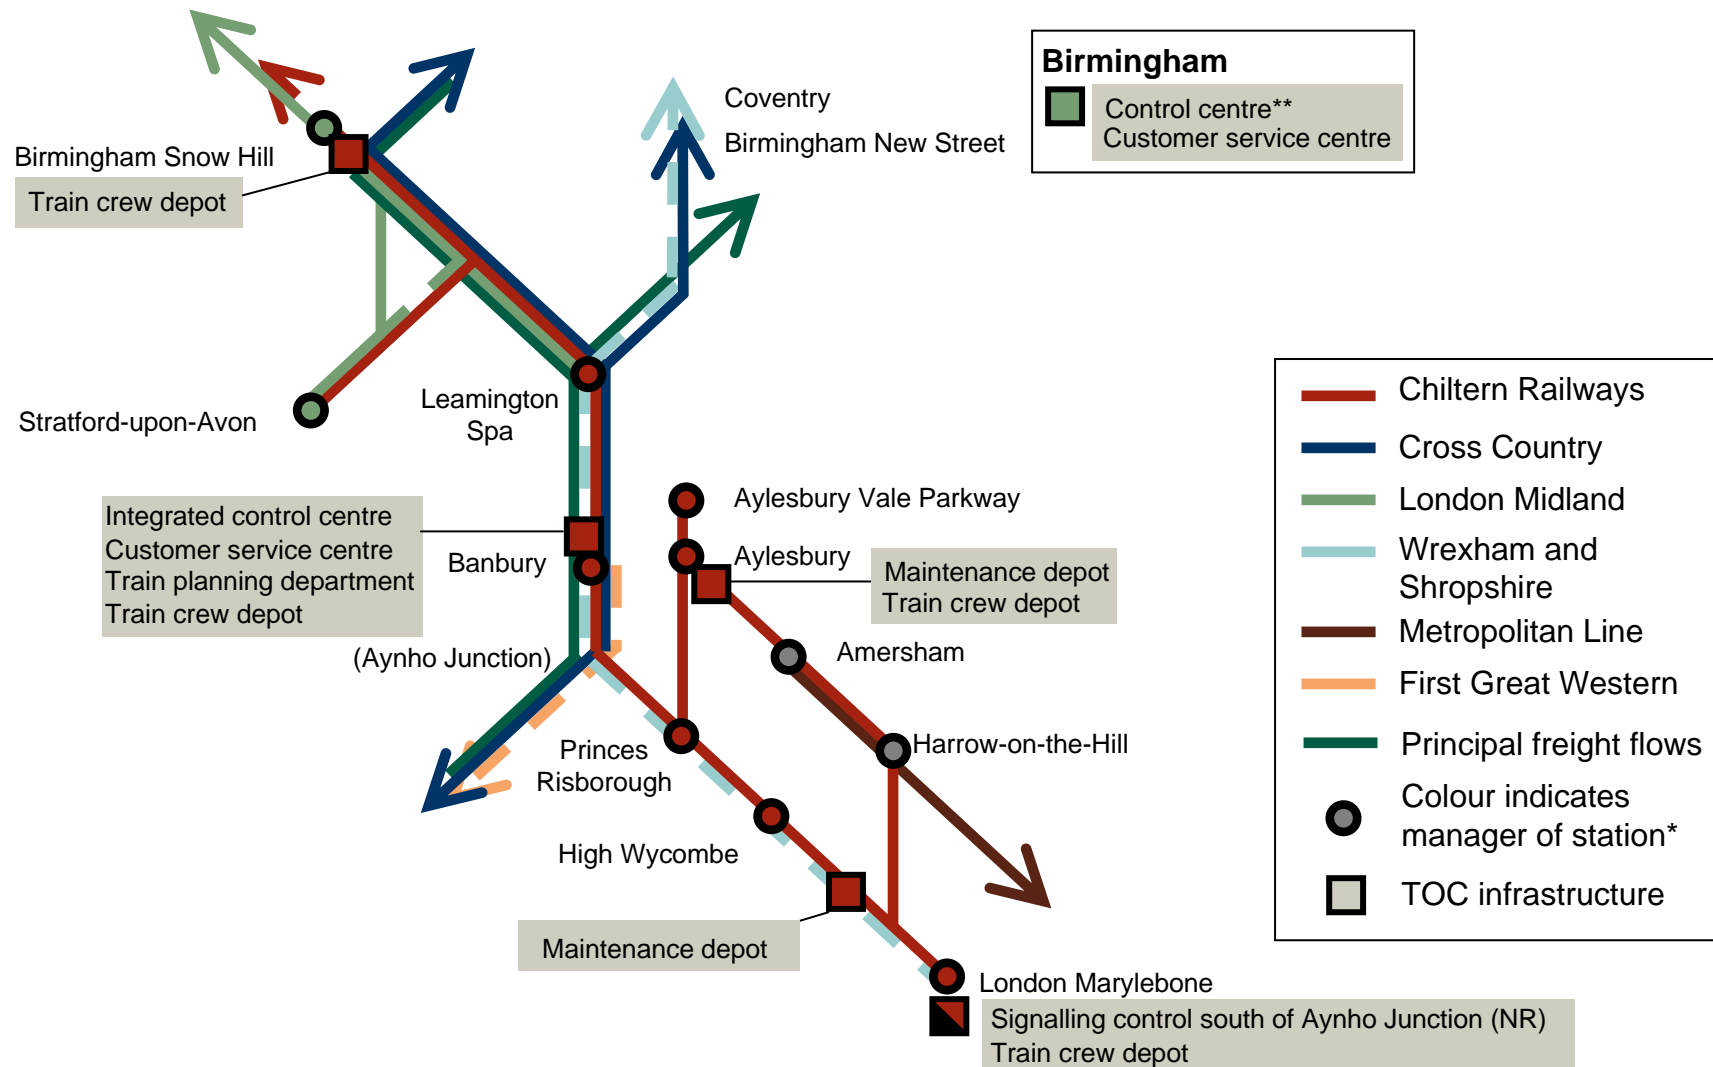 Coventry
Birmingham New Street
Birmingham
Control centre**
Customer service centre
Birmingham Snow Hill
Train crew depot
Stratford-upon-Avon
Leamington
Spa
Integrated control centre
Customer service centre
Train planning department
Train crew depot
Banbury
Aylesbury Vale Parkway
Aylesbury
Maintenance depot
Train crew depot
(Aynho Junction)
Amersham
Princes
Risborough
Harrow-on-the-Hill
High Wycombe
Maintenance depot
London Marylebone
Signalling control south of Aynho Junction (NR)
Train crew depot
Chiltern Railways
Cross Country
London Midland
Wrexham and
Shropshire
Metropolitan Line
First Great Western
Principal freight flows
Colour indicates
manager of station*
TOC infrastructure